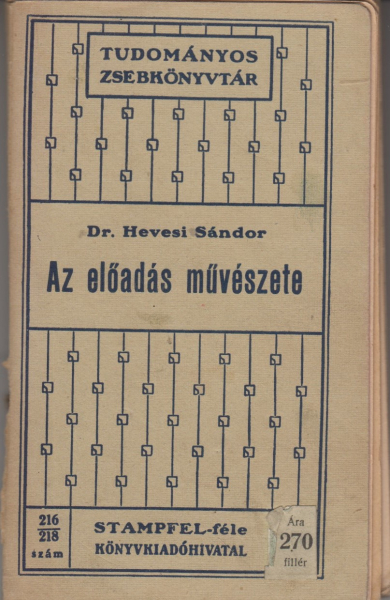 TUDOMÁNYOS
ZSEBKÖNYVTÁR
Dr. Hevesi Sándor
Az előadás művészete
216
218
szám
STAMPFEL-féle
KÖNYVKIADÓHIVATAL
Ára
270
fillér